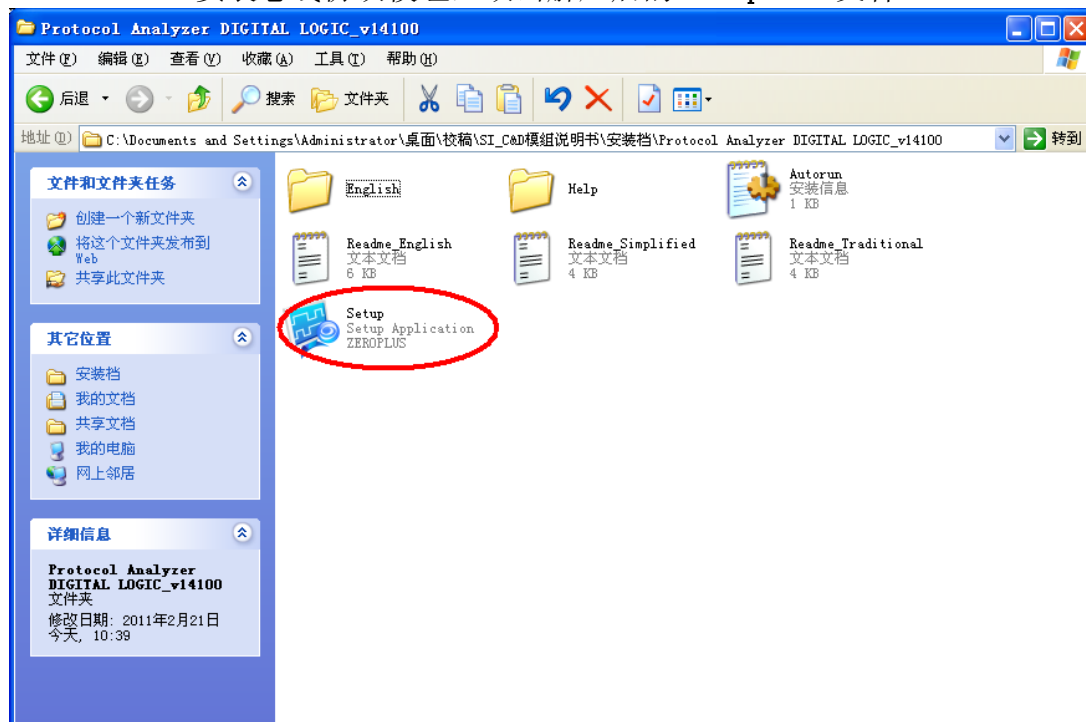 Protocol Analyzer DIGITAL LOGIC_v14100
文件(F) 编辑(E) 查看(V) 收藏(A) 工具(T) 帮助(H)
后退 搜索 文件夹
地址(D) C:\Documents and Settings\Administrator\桌面\校稿\SI_C&D模组说明书\安装档\Protocol Analyzer DIGITAL LOGIC_v14100 转到
文件和文件夹任务
创建一个新文件夹
将这个文件夹发布到
Web
共享此文件夹
其它位置
安装档
我的文档
共享文档
我的电脑
网上邻居
详细信息
Protocol Analyzer
DIGITAL LOGIC_v14100
文件夹
修改日期: 2011年2月21日
今天, 10:39
English
Help
Autorun
安装信息
1 KB
Readme_English
文本文档
6 KB
Readme_Simplified
文本文档
4 KB
Readme_Traditional
文本文档
4 KB
Setup
Setup Application
ZEROPLUS